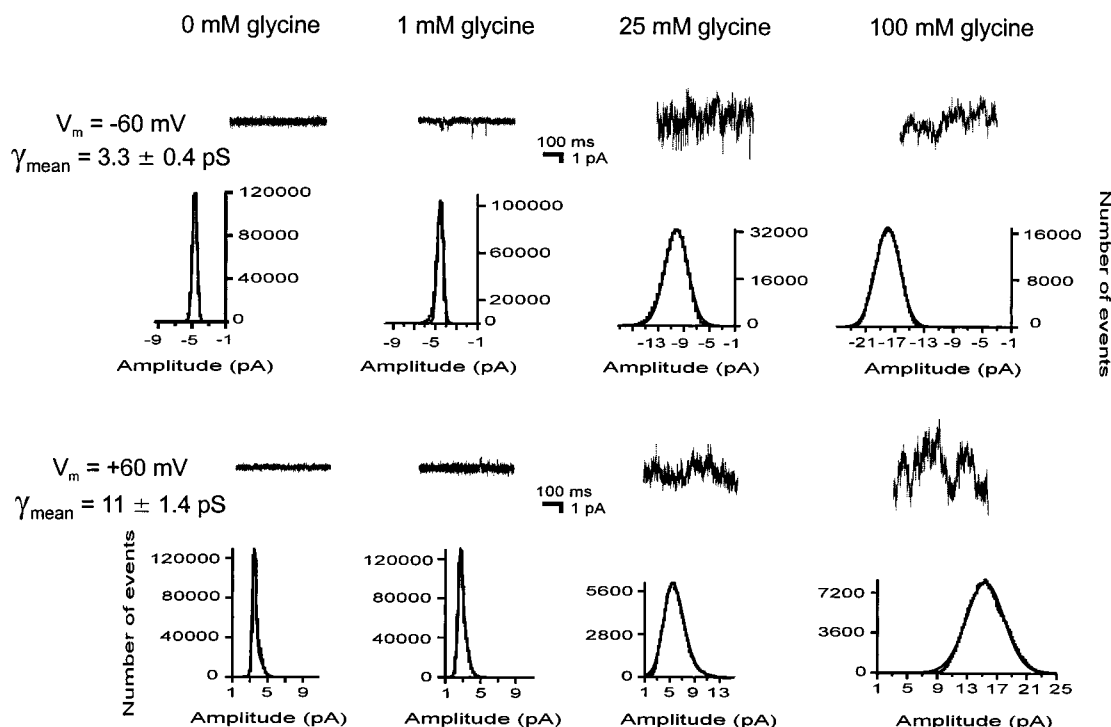 0 mM glycine 1 mM glycine 25 mM glycine 100 mM glycine
Vm = -60 mV
γmean = 3.3 ± 0.4 pS
100 ms
1 pA
120000 100000 32000 16000
80000 60000 16000 8000
40000 20000
0 0 0 0
-9 -5 -1 -9 -5 -1 -13 -9 -5 -1 -21 -17 -13 -9 -5 -1
Amplitude (pA) Amplitude (pA) Amplitude (pA) Amplitude (pA)
Number of events
Vm = +60 mV
γmean = 11 ± 1.4 pS
100 ms
1 pA
Number of events
120000 120000 5600 7200
80000 80000 2800 3600
40000 40000
0 0 0 0
1 5 9 1 5 9 1 5 9 13 1 5 9 13 17 21 25
Amplitude (pA) Amplitude (pA) Amplitude (pA) Amplitude (pA)